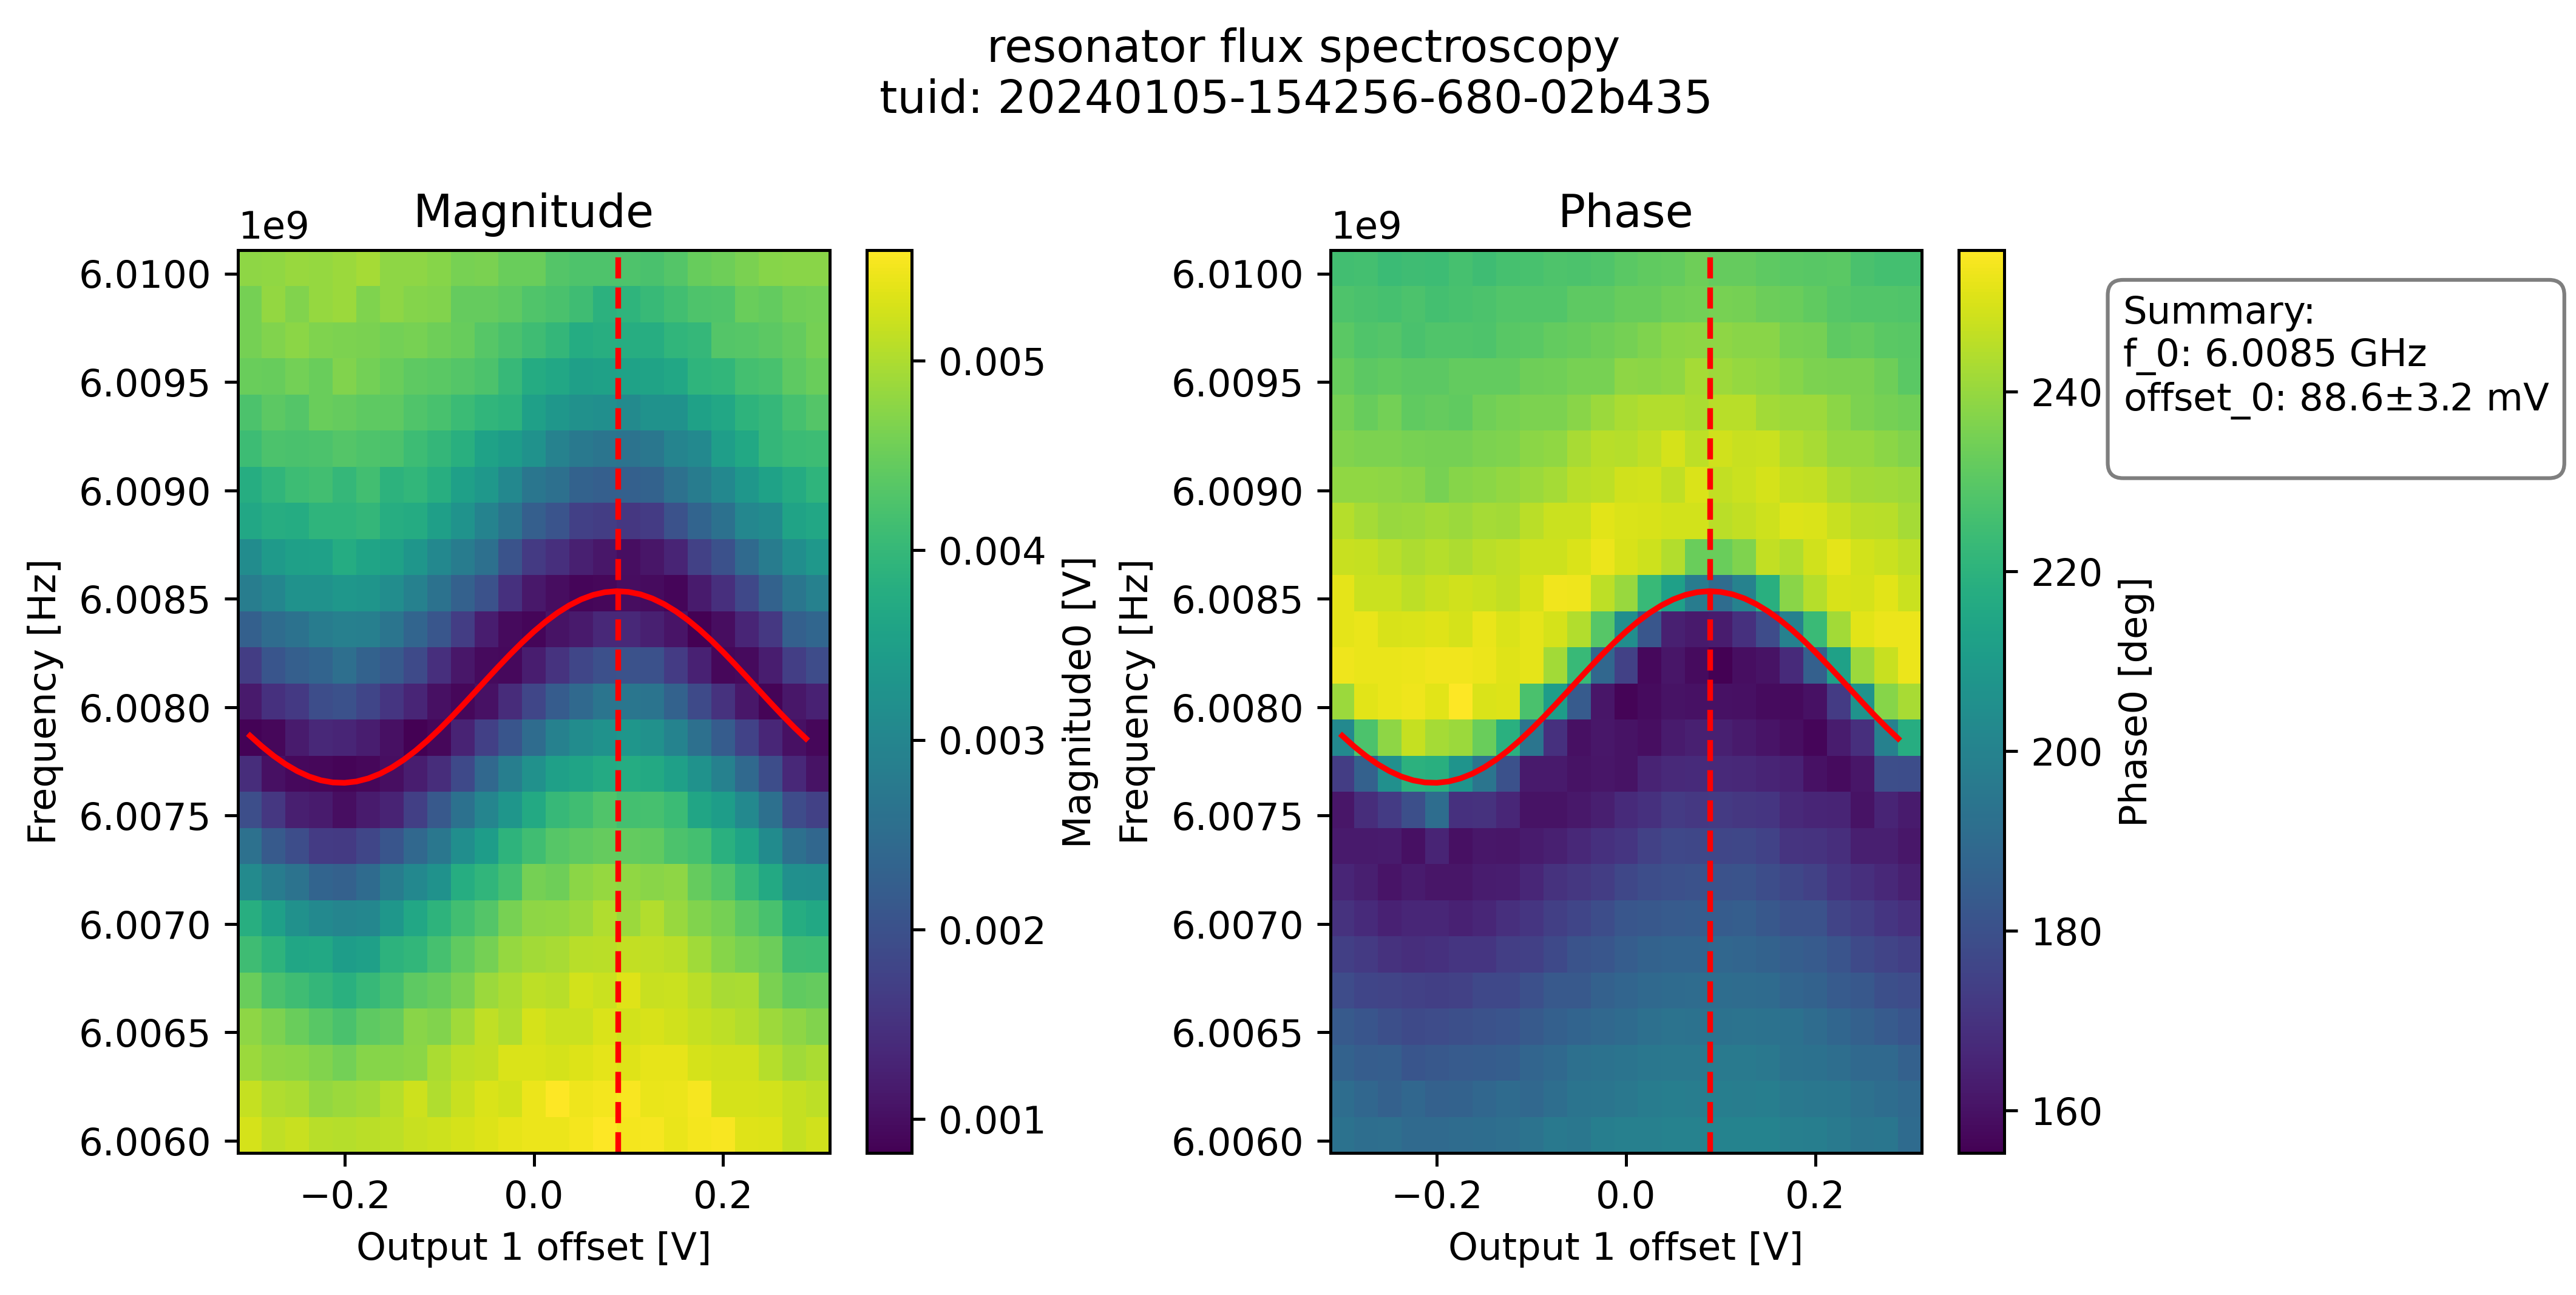 resonator flux spectroscopy
tuid: 20240105-154256-680-02b435
Magnitude
1e9
6.0100
6.0095
6.0090
6.0085
6.0080
6.0075
6.0070
6.0065
6.0060
Frequency [Hz]
−0.2
0.0
0.2
Output 1 offset [V]
0.005
0.004
0.003
0.002
0.001
Magnitude0 [V]
Phase
1e9
6.0100
6.0095
6.0090
6.0085
6.0080
6.0075
6.0070
6.0065
6.0060
Frequency [Hz]
−0.2
0.0
0.2
Output 1 offset [V]
240
220
200
180
160
Phase0 [deg]
Summary:
f_0: 6.0085 GHz
offset_0: 88.6±3.2 mV